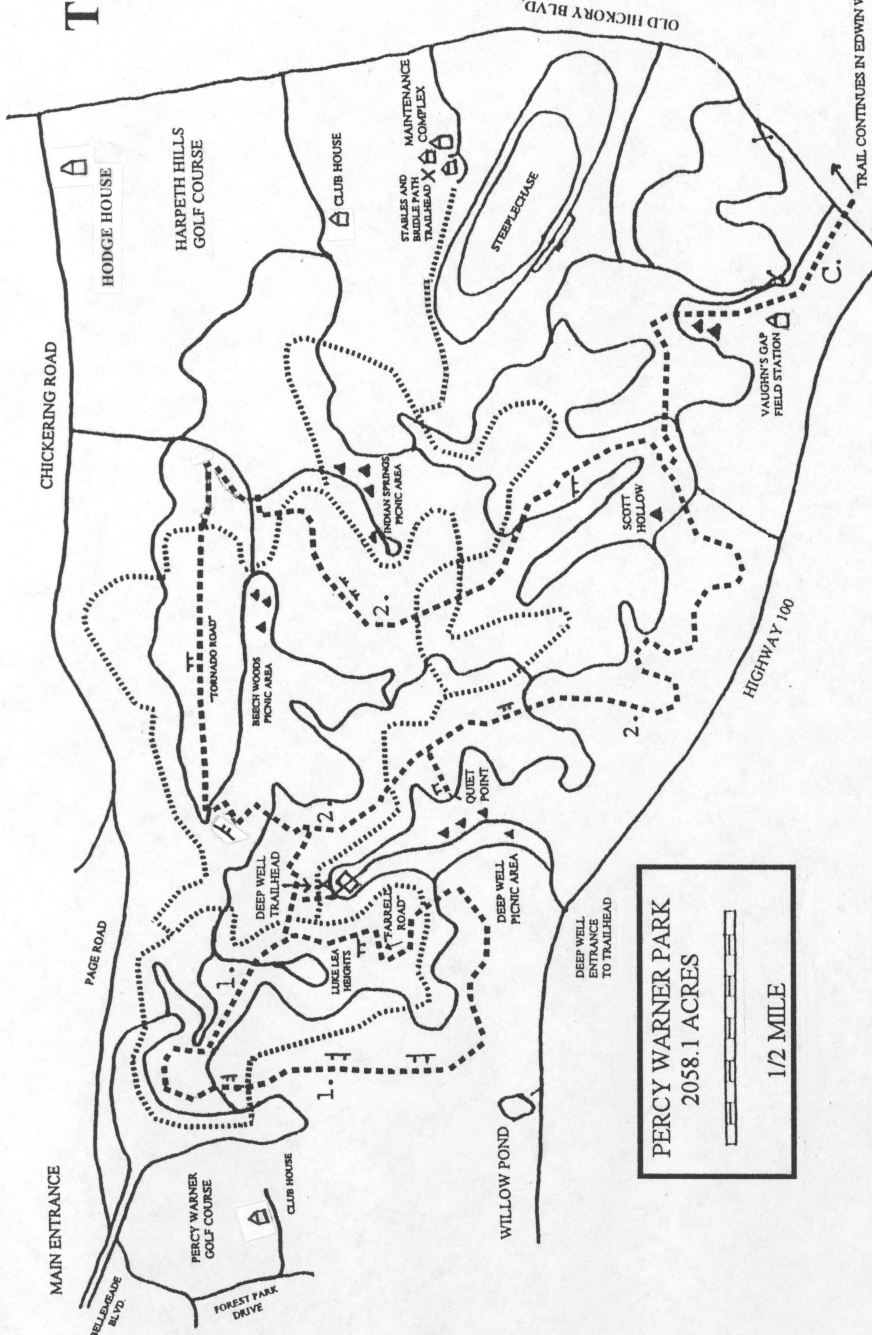 MAIN ENTRANCE
BELLEMEADE
BLVD.
PAGE ROAD
CHICKERING ROAD
T
HODGE HOUSE
HARPETH HILLS
GOLF COURSE
PERCY WARNER
GOLF COURSE
CLUB HOUSE
FOREST PARK
DRIVE
"TORNADO ROAD"
BEECH WOODS
PICNIC AREA
1.
2.
DEEP WELL
TRAILHEAD
LUKE LEA
HEIGHTS
"FARRELL
ROAD"
1.
CLUB HOUSE
INDIAN SPRINGS
PICNIC AREA
2.
STABLES AND
BRIDLE PATH
TRAILHEAD
X
MAINTENANCE
COMPLEX
OLD HICKORY BLVD.
STEEPLECHASE
QUIET
POINT
DEEP WELL
PICNIC AREA
WILLOW POND
DEEP WELL
ENTRANCE
TO TRAILHEAD
2.
SCOTT
HOLLOW
HIGHWAY 100
VAUGHN'S GAP
FIELD STATION
C.
TRAIL CONTINUES IN EDWIN
PERCY WARNER PARK
2058.1 ACRES
1/2 MILE